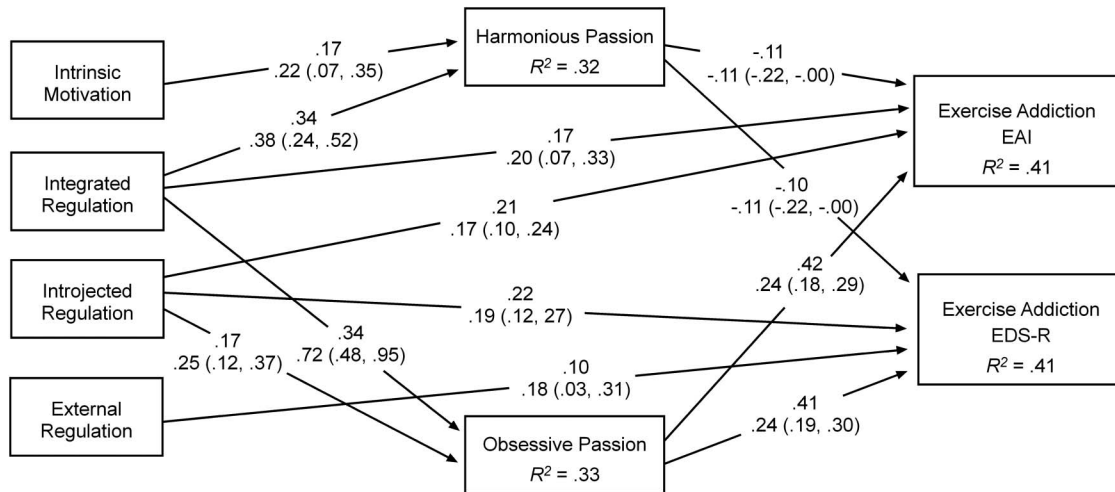 Intrinsic
Motivation
Integrated
Regulation
Introjected
Regulation
External
Regulation
Harmonious Passion
R² = .32
Obsessive Passion
R² = .33
Exercise Addiction
EAI
R² = .41
Exercise Addiction
EDS-R
R² = .41
.17
.22 (.07, .35)
.34
.38 (.24, .52)
-.11
-.11 (-.22, -.00)
.17
.20 (.07, .33)
.21
.17 (.10, .24)
-.10
-.11 (-.22, -.00)
.42
.24 (.18, .29)
.22
.19 (.12, 27)
.34
.72 (.48, .95)
.17
.25 (.12, .37)
.10
.18 (.03, .31)
.41
.24 (.19, .30)